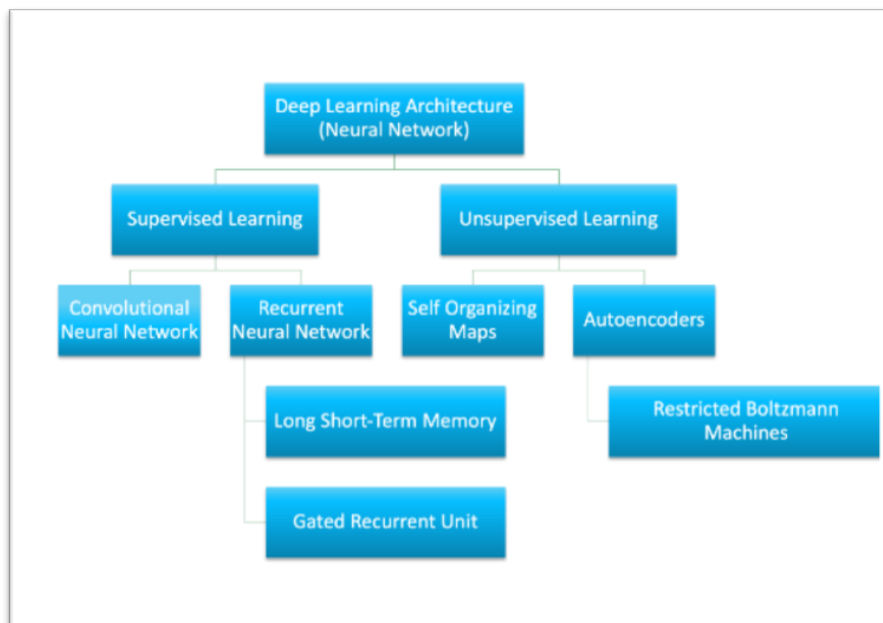 Deep Learning Architecture
(Neural Network)
Supervised Learning
Unsupervised Learning
Convolutional
Neural Network
Recurrent
Neural Network
Self Organizing
Maps
Autoencoders
Long Short-Term Memory
Restricted Boltzmann
Machines
Gated Recurrent Unit